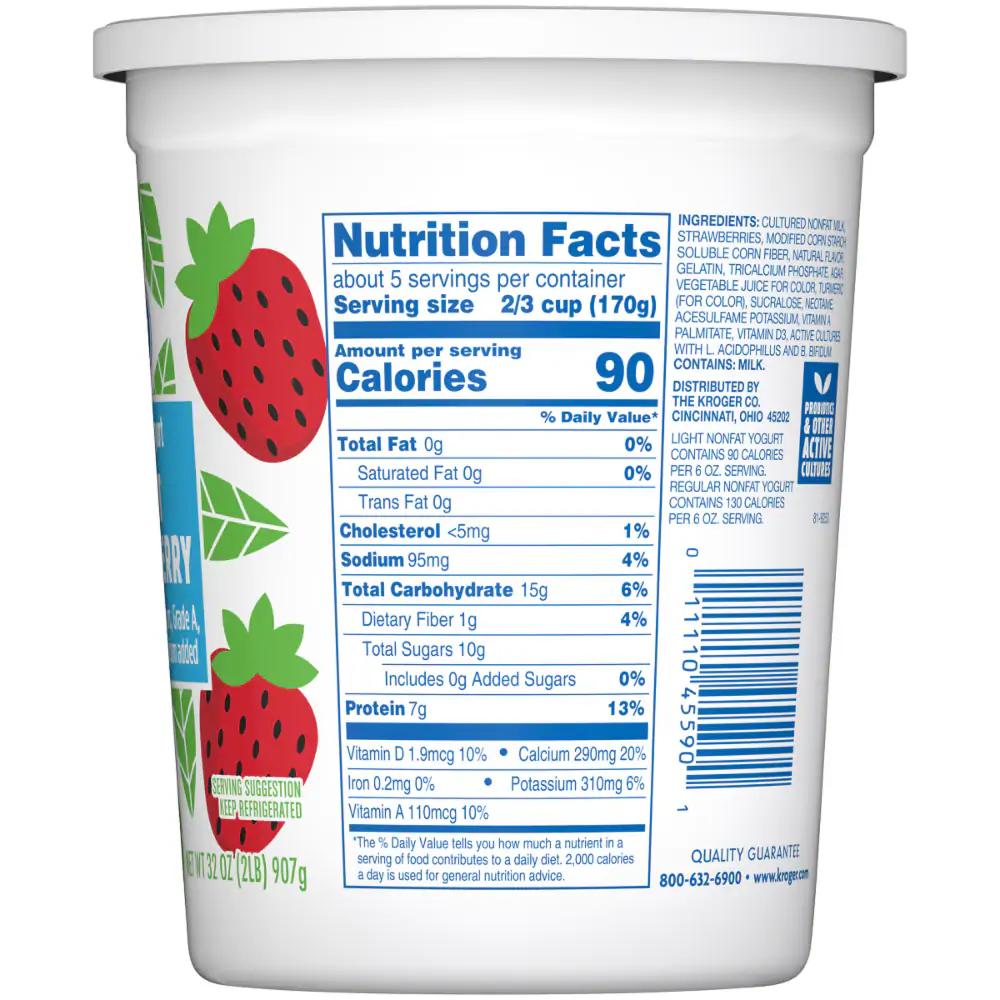 Nutrition Facts
about 5 servings per container
Serving size 2/3 cup (170g)
Amount per serving
Calories 90
% Daily Value*
Total Fat 0g 0%
Saturated Fat 0g 0%
Trans Fat 0g
Cholesterol <5mg 1%
Sodium 95mg 4%
Total Carbohydrate 15g 6%
Dietary Fiber 1g 4%
Total Sugars 10g
Includes 0g Added Sugars 0%
Protein 7g 13%
Vitamin D 1.9mcg 10% • Calcium 290mg 20%
Iron 0.2mg 0% • Potassium 310mg 6%
Vitamin A 110mcg 10%
*The % Daily Value tells you how much a nutrient in a
serving of food contributes to a daily diet. 2,000 calories
a day is used for general nutrition advice.
INGREDIENTS: CULTURED NONFAT MILK,
STRAWBERRIES, MODIFIED CORN STARCH
SOLUBLE CORN FIBER, NATURAL FLAVOR,
GELATIN, TRICALCIUM PHOSPHATE, AGAR,
VEGETABLE JUICE FOR COLOR, TURMERIC
(FOR COLOR), SUCRALOSE, NEOTAME,
ACESULFAME POTASSIUM, VITAMIN A
PALMITATE, VITAMIN D3, ACTIVE CULTURES
WITH L. ACIDOPHILUS AND B. BIFIDUM.
CONTAINS: MILK.
DISTRIBUTED BY
THE KROGER CO.
CINCINNATI, OHIO 45202
LIGHT NONFAT YOGURT
CONTAINS 90 CALORIES
PER 6 OZ. SERVING.
REGULAR NONFAT YOGURT
CONTAINS 130 CALORIES
PER 6 OZ. SERVING.
PROBIOTICS
& OTHER
ACTIVE
CULTURES
0 11110 45590 1
QUALITY GUARANTEE
800-632-6900 • www.kroger.com
RRY
Grade A,
added
SERVING SUGGESTION
KEEP REFRIGERATED
NET WT 32 OZ (2LB) 907g